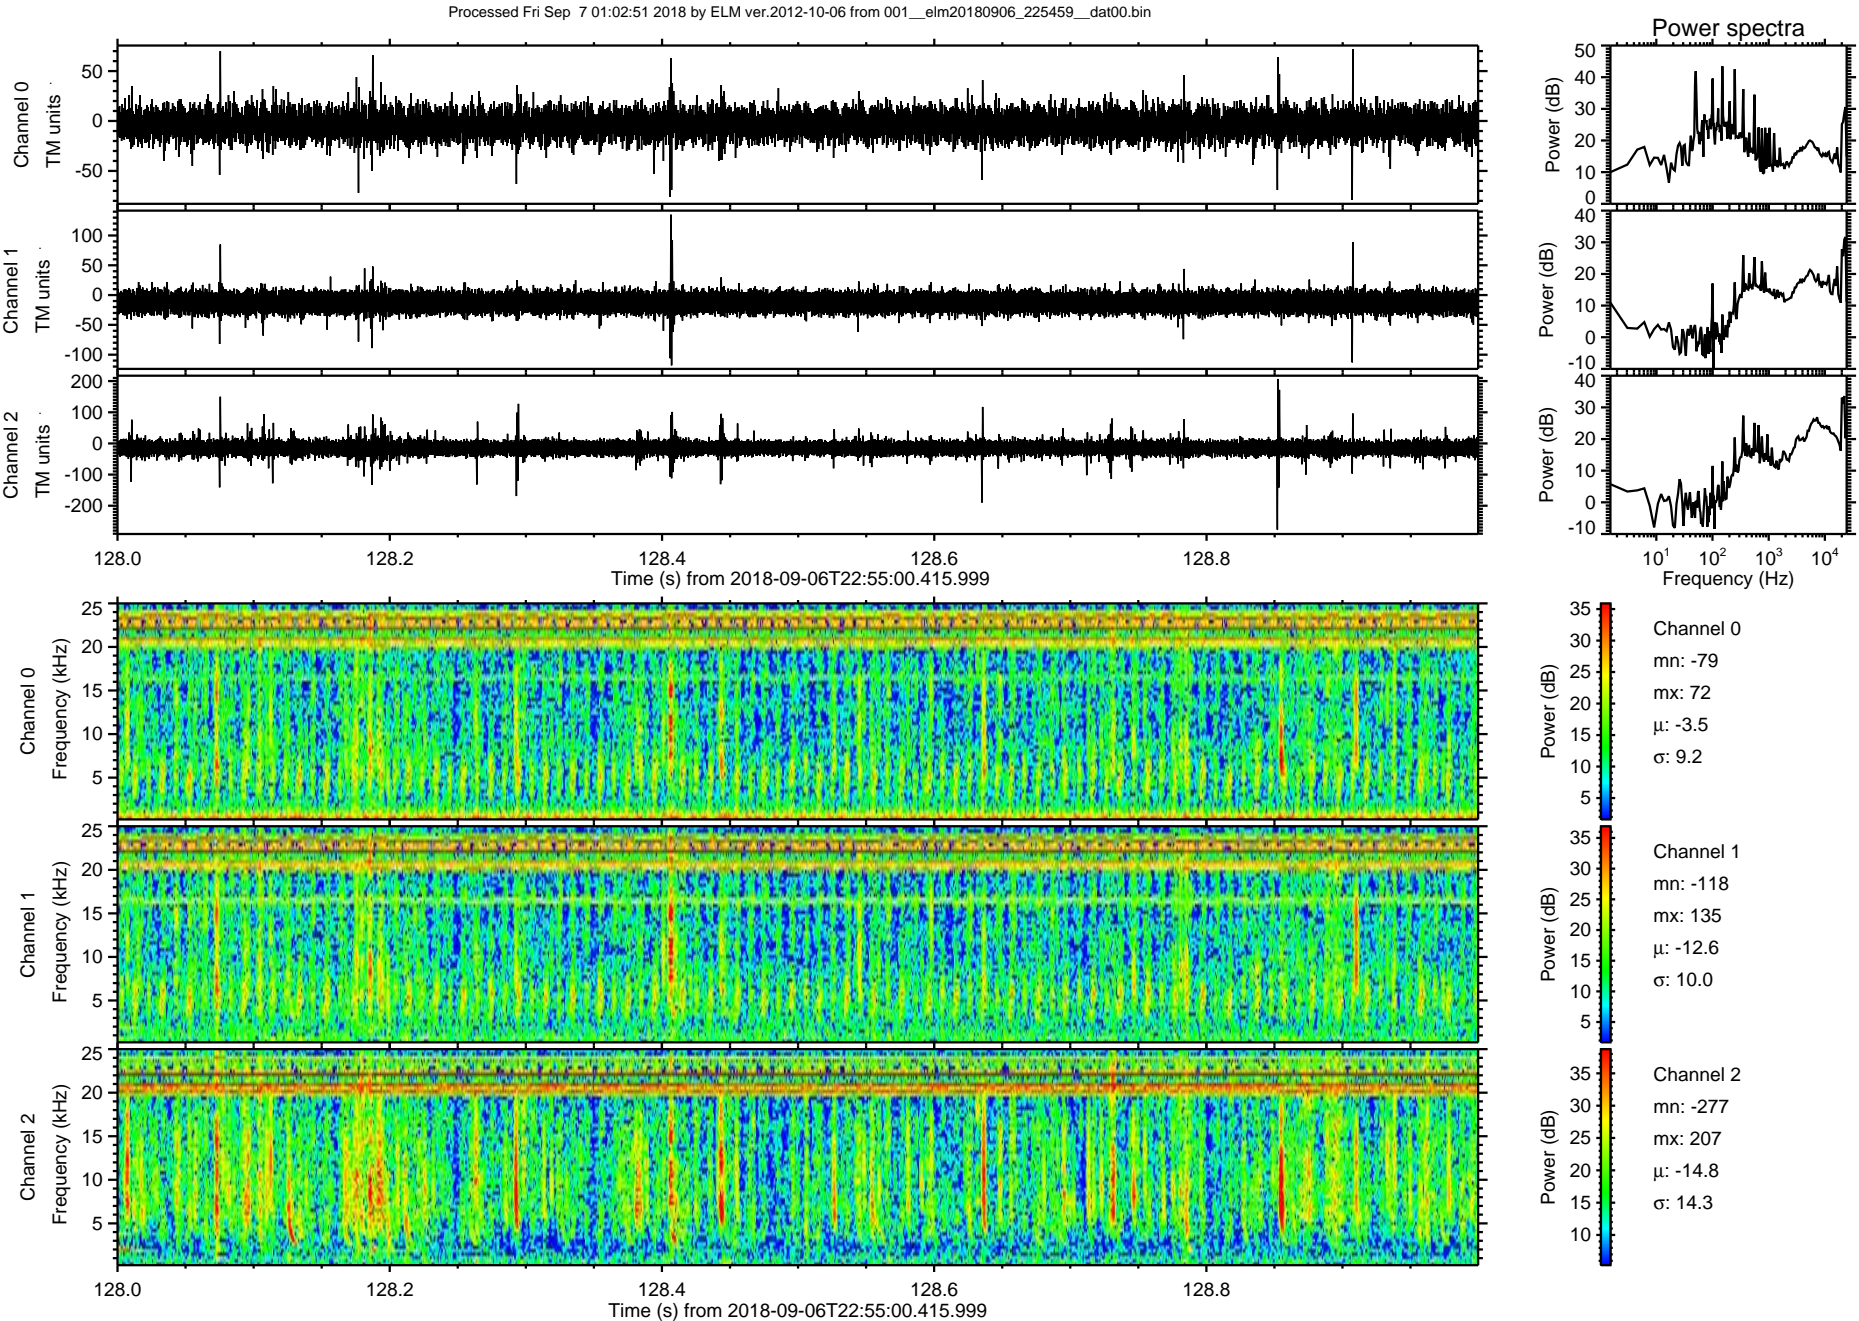 Processed Fri Sep  7 01:02:51 2018 by ELM ver.2012-10-06 from 001__elm20180906_225459__dat00.bin
Power spectra
Channel 0
TM units
50
0
-50
Power (dB)
50
40
30
20
10
0
Channel 1
TM units
100
50
0
-50
-100
Power (dB)
40
30
20
10
0
-10
Channel 2
TM units
200
100
0
-100
-200
Power (dB)
40
30
20
10
0
-10
128.0 128.2 128.4 128.6 128.8
Time (s) from 2018-09-06T22:55:00.415.999
10^1 10^2 10^3 10^4
Frequency (Hz)
Channel 0
Frequency (kHz)
25
20
15
10
5
Power (dB)
35
30
25
20
15
10
5
Channel 0
mn: -79
mx: 72
μ: -3.5
σ: 9.2
Channel 1
Frequency (kHz)
25
20
15
10
5
Power (dB)
35
30
25
20
15
10
5
Channel 1
mn: -118
mx: 135
μ: -12.6
σ: 10.0
Channel 2
Frequency (kHz)
25
20
15
10
5
Power (dB)
35
30
25
20
15
10
Channel 2
mn: -277
mx: 207
μ: -14.8
σ: 14.3
128.0 128.2 128.4 128.6 128.8
Time (s) from 2018-09-06T22:55:00.415.999